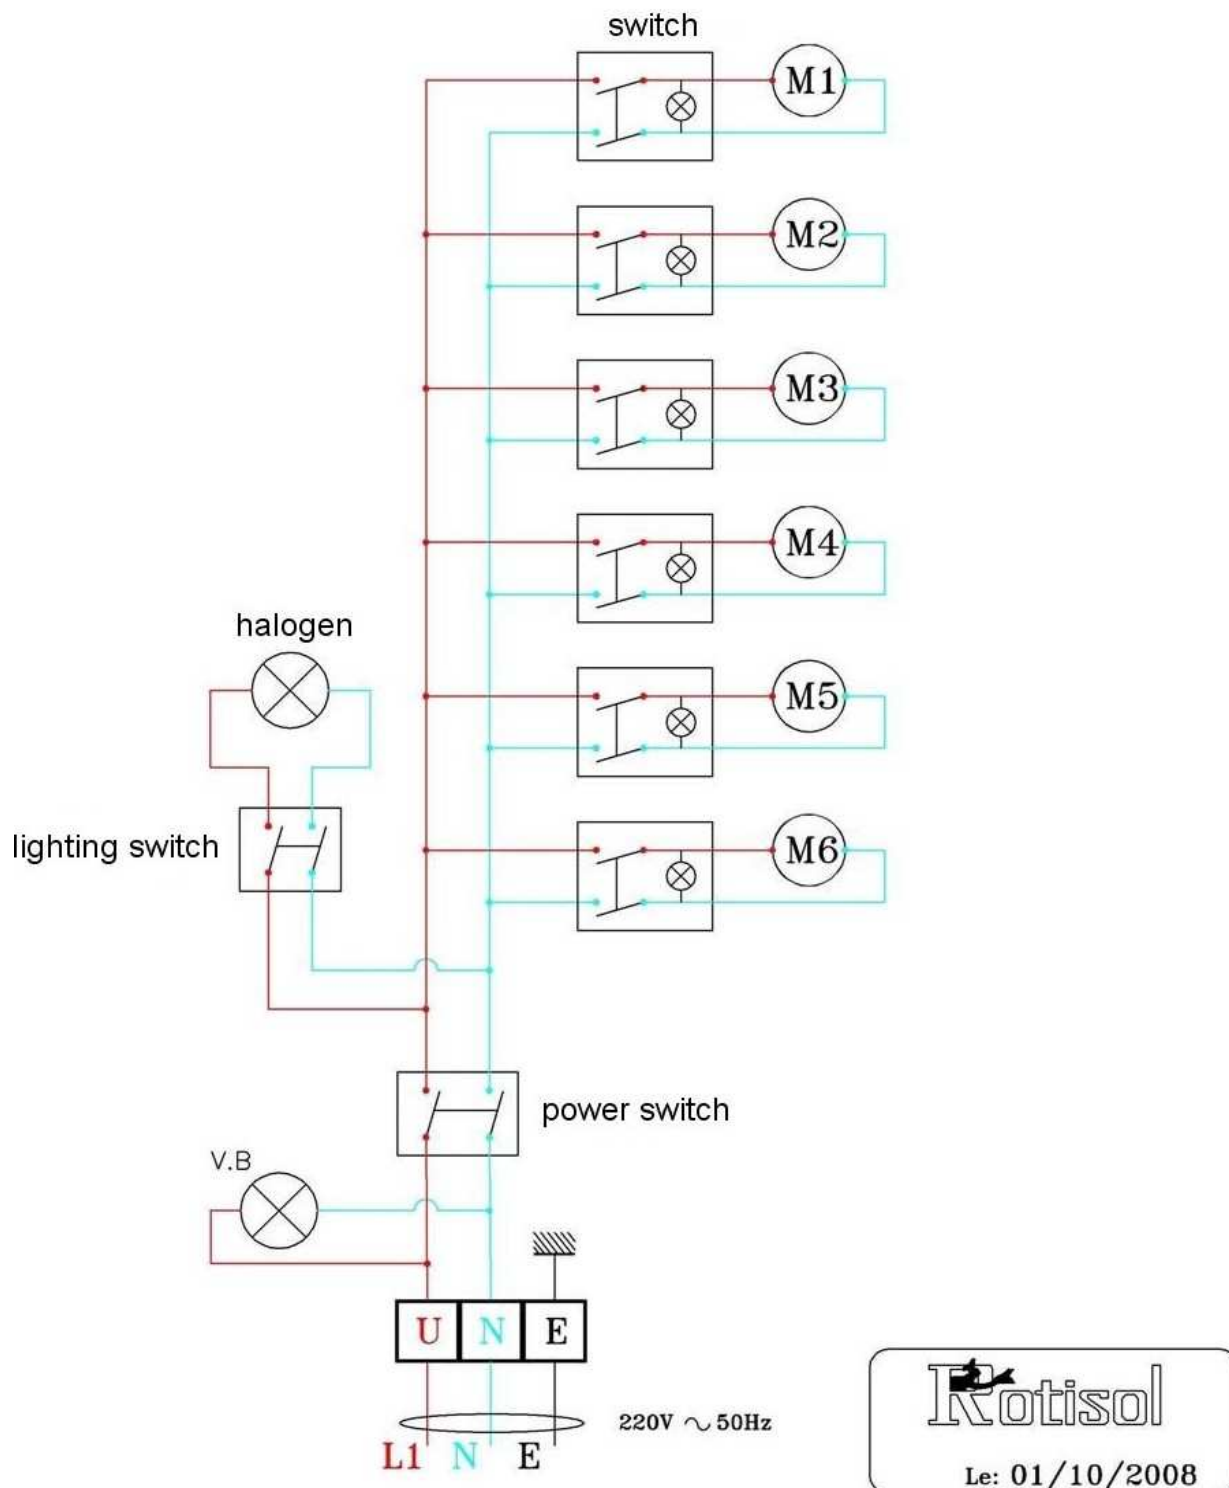 switch
M1
M2
M3
M4
halogen
M5
lighting switch
M6
power switch
V.B
U N E
220V ~ 50Hz
L1 N E
Rotisol
Le: 01/10/2008